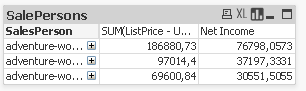 SalePersons XL
SalesPerson SUM(ListPrice - U... Net Income
adventure-wo... 186880,73 76798,0573
adventure-wo... 97014,4 37197,3331
adventure-wo... 69600,84 30551,5055